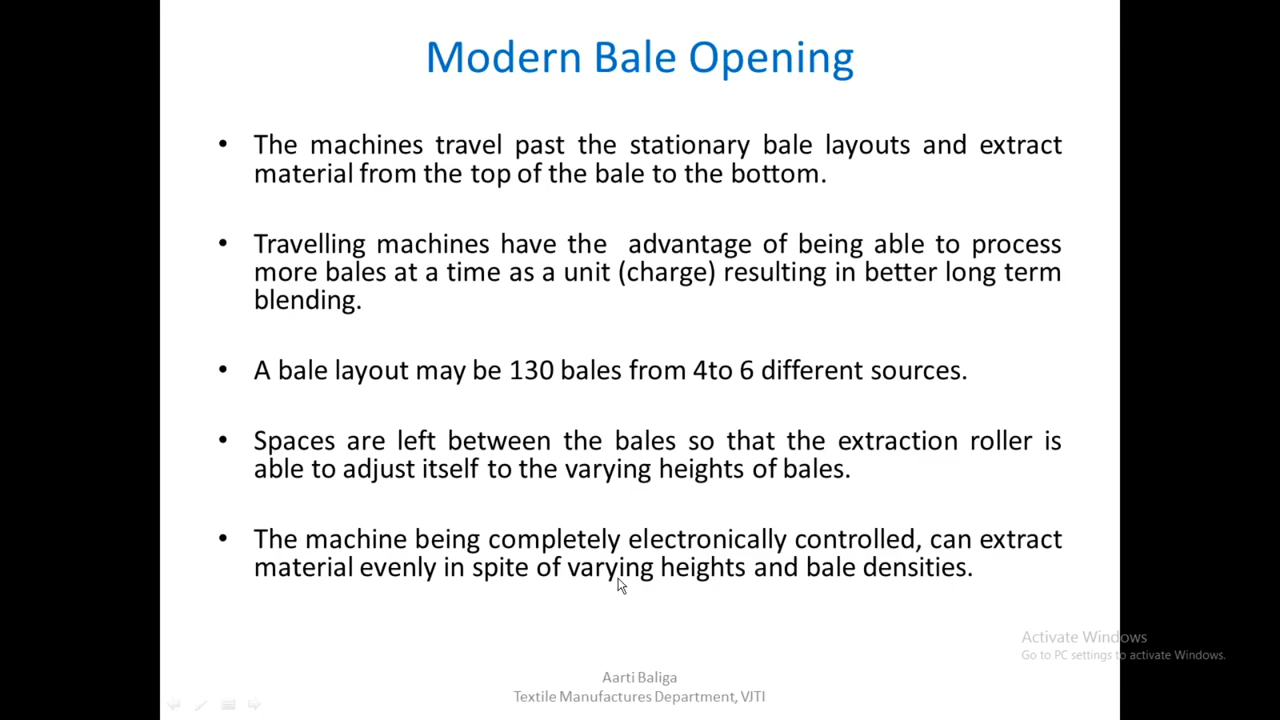 Modern Bale Opening
• The machines travel past the stationary bale layouts and extract
material from the top of the bale to the bottom.
• Travelling machines have the advantage of being able to process
more bales at a time as a unit (charge) resulting in better long term
blending.
• A bale layout may be 130 bales from 4to 6 different sources.
• Spaces are left between the bales so that the extraction roller is
able to adjust itself to the varying heights of bales.
• The machine being completely electronically controlled, can extract
material evenly in spite of varying heights and bale densities.
Activate Windows
Go to PC settings to activate Windows.
Aarti Baliga
Textile Manufactures Department, VJTI